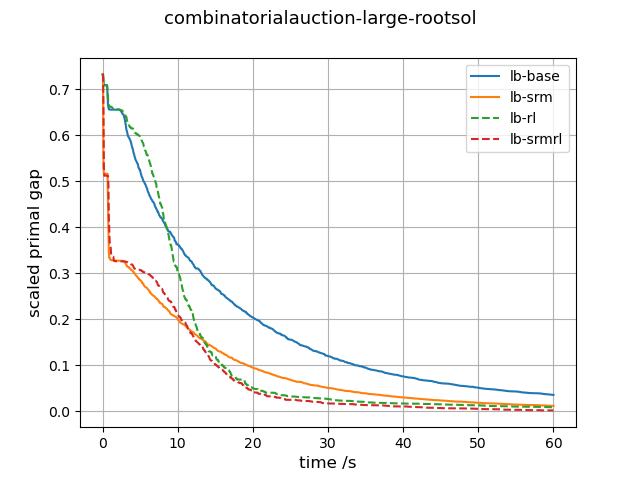 combinatorialauction-large-rootsol
lb-base
lb-srm
lb-rl
lb-srmrl
scaled primal gap
0.7
0.6
0.5
0.4
0.3
0.2
0.1
0.0
0 10 20 30 40 50 60
time /s